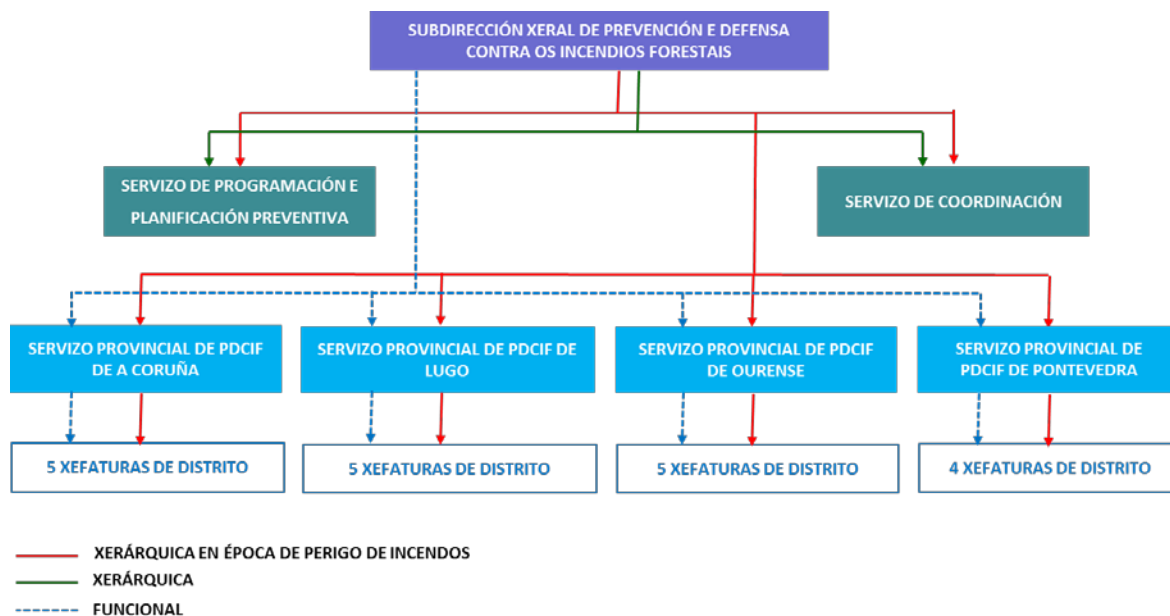 SUBDIRECCIÓN XERAL DE PREVENCIÓN E DEFENSA
CONTRA OS INCENDIOS FORESTAIS
SERVIZO DE PROGRAMACIÓN E
PLANIFICACIÓN PREVENTIVA
SERVIZO DE COORDINACIÓN
SERVIZO PROVINCIAL DE PDCIF
DE A CORUÑA
SERVIZO PROVINCIAL DE PDCIF DE
LUGO
SERVIZO PROVINCIAL DE PDCIF
DE OURENSE
SERVIZO PROVINCIAL DE
PDCIF DE PONTEVEDRA
5 XEFATURAS DE DISTRITO
5 XEFATURAS DE DISTRITO
5 XEFATURAS DE DISTRITO
4 XEFATURAS DE DISTRITO
XERÁRQUICA EN ÉPOCA DE PERIGO DE INCENDOS
XERÁRQUICA
FUNCIONAL